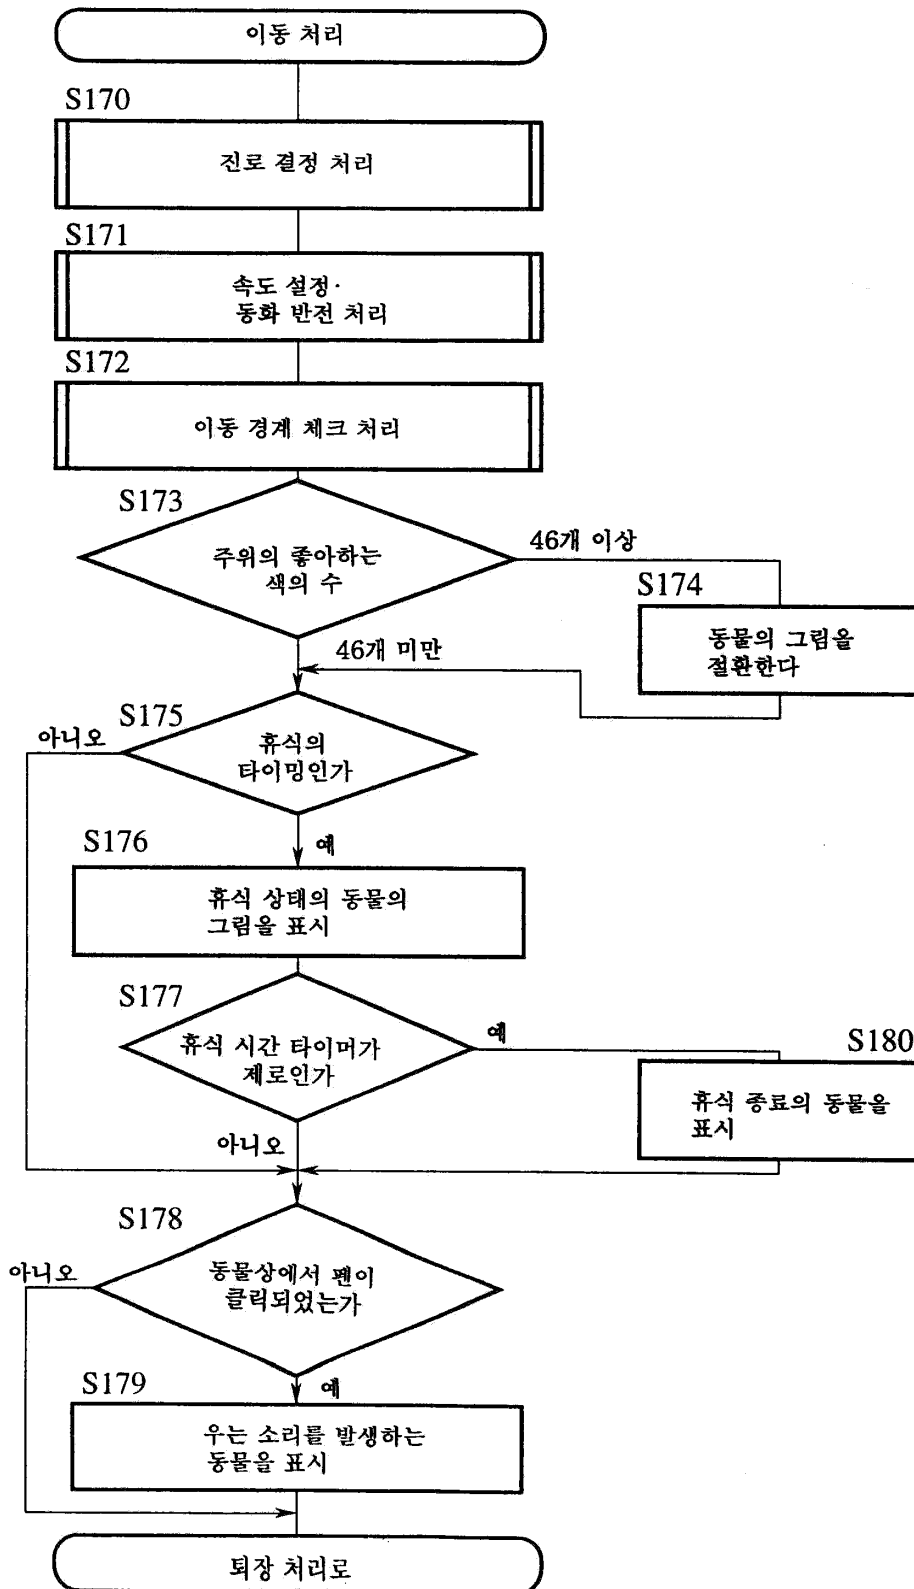 이동 처리
S170
진로 결정 처리
S171
속도 설정·
동화 반전 처리
S172
이동 경계 체크 처리
S173
주위의 좋아하는
색의 수
46개 이상
S174
동물의 그림을
절환한다
46개 미만
S175
아니오
휴식의
타이밍인가
예
S176
휴식 상태의 동물의
그림을 표시
S177
휴식 시간 타이머가
제로인가
예
S180
휴식 종료의 동물을
표시
아니오
S178
아니오
동물상에서 펜이
클릭되었는가
예
S179
우는 소리를 발생하는
동물을 표시
퇴장 처리로